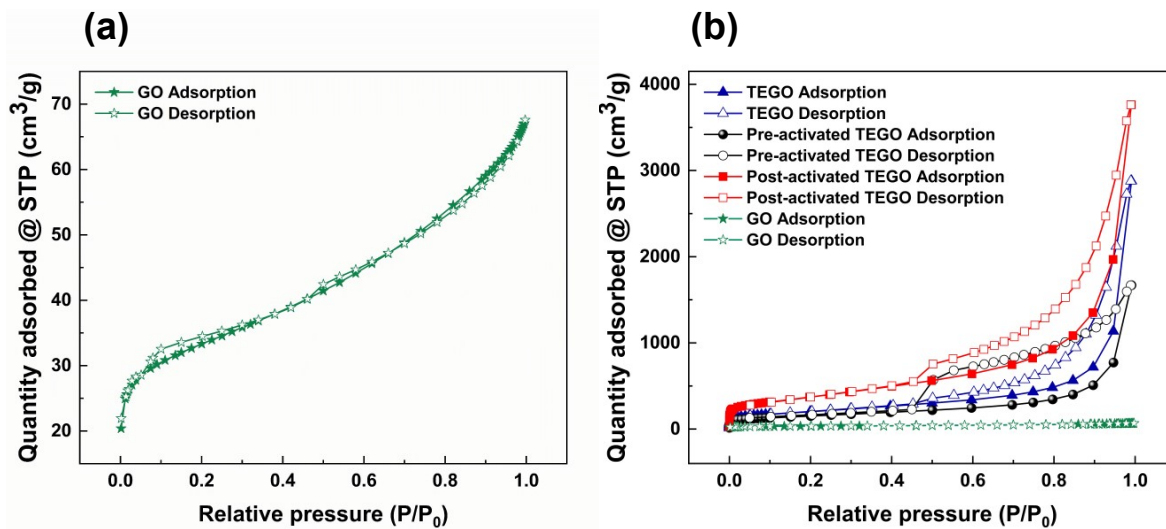 (a)
Quantity adsorbed @ STP (cm³/g)
70
60
50
40
30
20
GO Adsorption
GO Desorption
0.0 0.2 0.4 0.6 0.8 1.0
Relative pressure (P/P₀)
(b)
Quantity adsorbed @ STP (cm³/g)
4000
3000
2000
1000
0
TEGO Adsorption
TEGO Desorption
Pre-activated TEGO Adsorption
Pre-activated TEGO Desorption
Post-activated TEGO Adsorption
Post-activated TEGO Desorption
GO Adsorption
GO Desorption
0.0 0.2 0.4 0.6 0.8 1.0
Relative pressure (P/P₀)